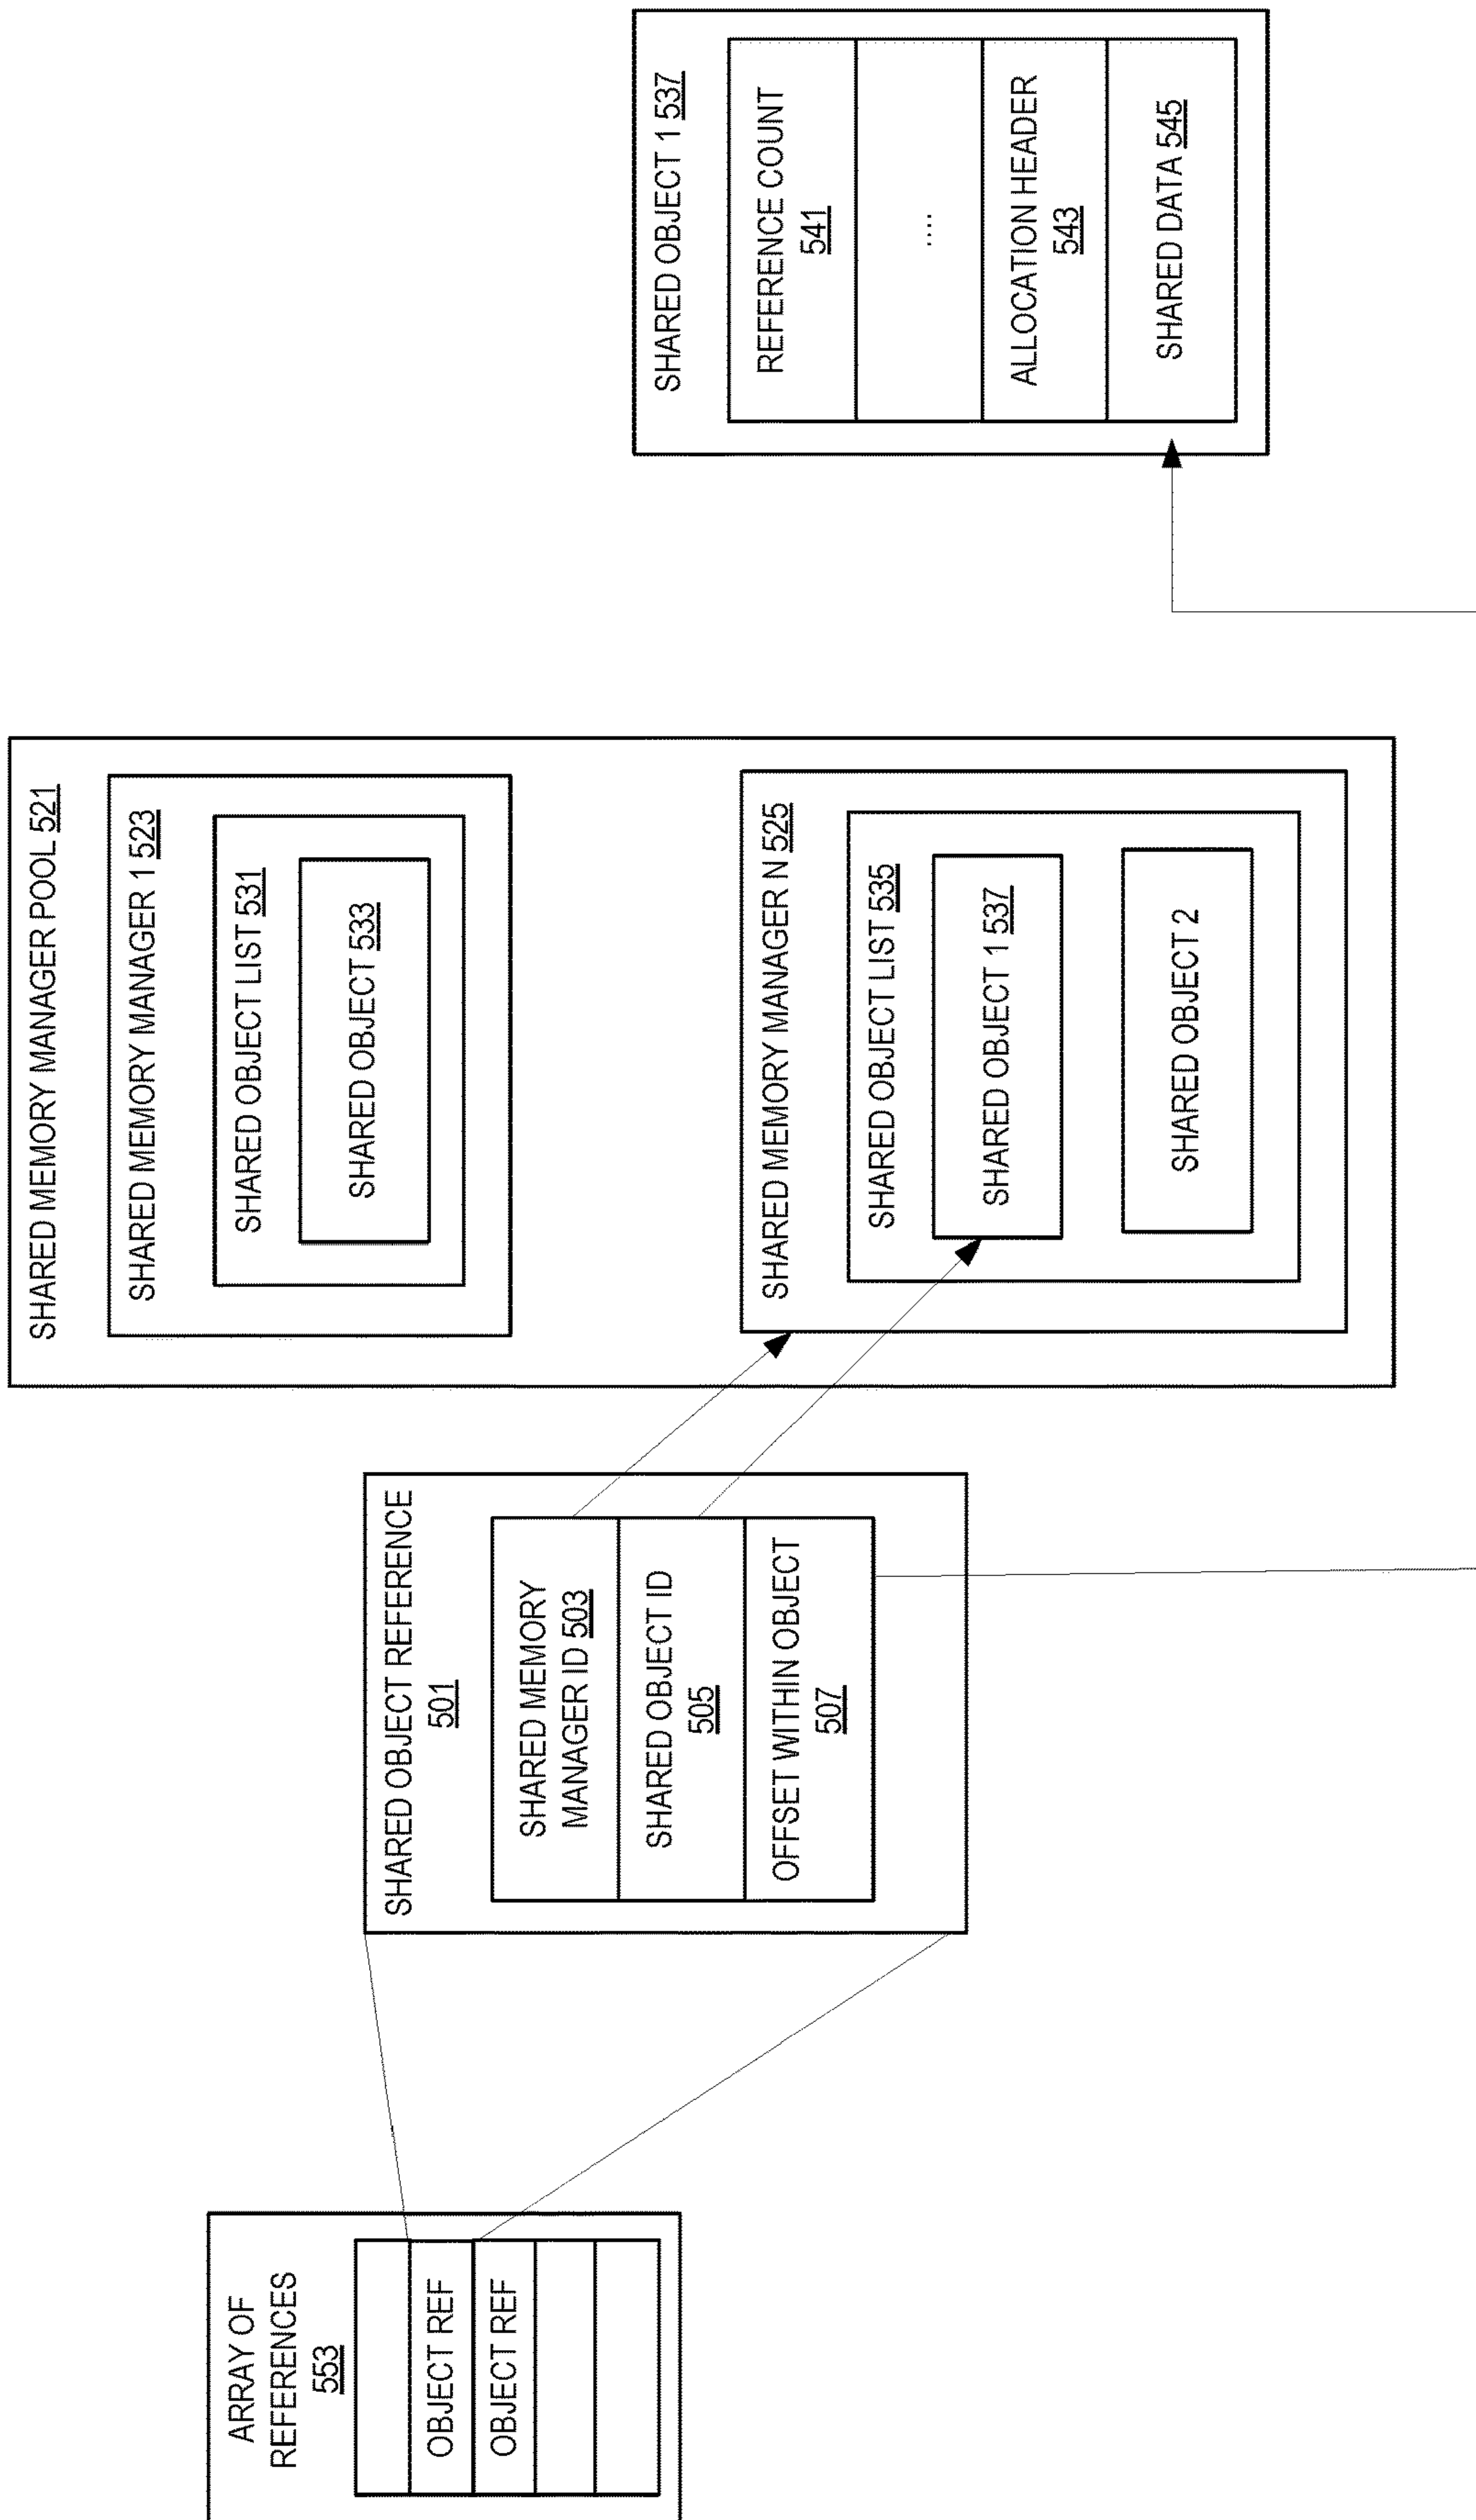 ARRAY OF
REFERENCES
553
OBJECT REF
OBJECT REF
SHARED OBJECT REFERENCE
501
SHARED MEMORY
MANAGER ID 503
SHARED OBJECT ID
505
OFFSET WITHIN OBJECT
507
SHARED MEMORY MANAGER POOL 521
SHARED MEMORY MANAGER 1 523
SHARED OBJECT LIST 531
SHARED OBJECT 533
SHARED MEMORY MANAGER N 525
SHARED OBJECT LIST 535
SHARED OBJECT 1 537
SHARED OBJECT 2
SHARED OBJECT 1 537
REFERENCE COUNT
541
....
ALLOCATION HEADER
543
SHARED DATA 545